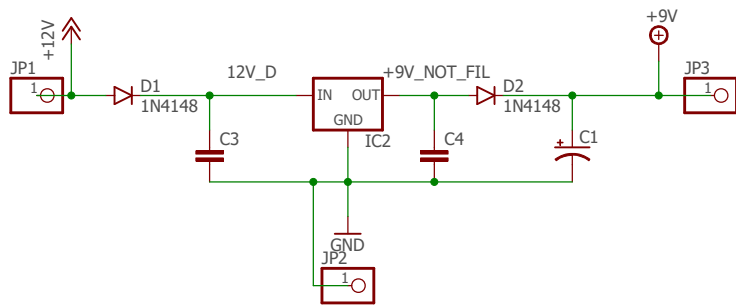 +12V
+9V
JP1
1
D1
1N4148
12V_D
IN
OUT
GND
IC2
+9V_NOT_FIL
D2
1N4148
JP3
1
C3
C4
+
C1
GND
JP2
1